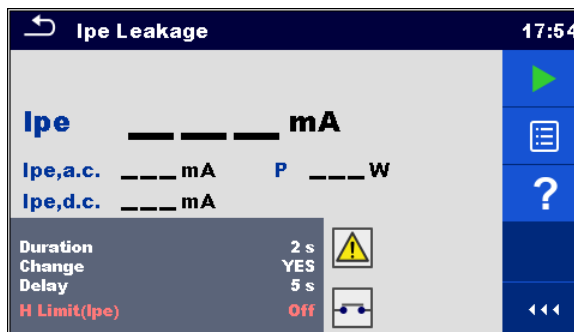 Ipe Leakage 17:54
Ipe ___ mA
Ipe,a.c. ___ mA P ___ W
Ipe,d.c. ___ mA
Duration 2 s
Change YES
Delay 5 s
H Limit(Ipe) Off
?